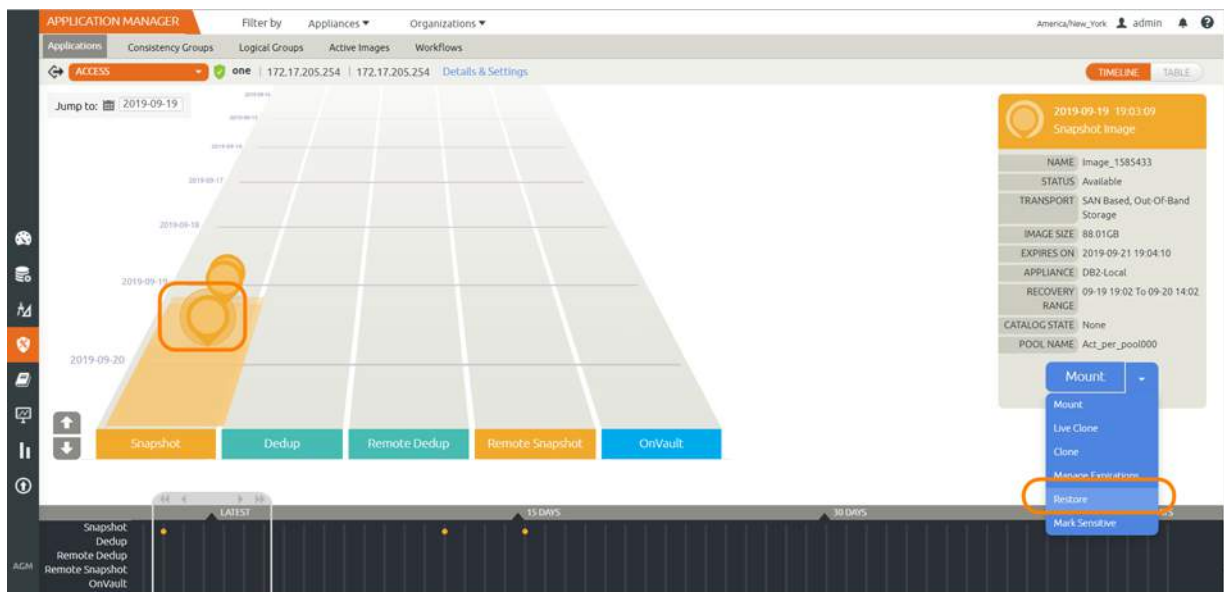 APPLICATION MANAGER
Filter by
Appliances
Organizations
America/New_York
admin
Applications
Consistency Groups
Logical Groups
Active Images
Workflows
ACCESS
one | 172.17.205.254 | 172.17.205.254
Details & Settings
TIMELINE
TABLE
Jump to: 2019-09-19
2019-09-17
2019-09-18
2019-09-19
2019-09-20
Snapshot
Dedup
Remote Dedup
Remote Snapshot
OnVault
2019-09-19 19:03:09
Snapshot Image
NAME Image_1585433
STATUS Available
TRANSPORT SAN Based, Out-Of-Band
Storage
IMAGE SIZE 88.01GB
EXPIRES ON 2019-09-21 19:04:10
APPLIANCE DB2-Local
RECOVERY 09-19 19:02 To 09-20 14:02
RANGE
CATALOG STATE None
POOL NAME Act_per_pool000
Mount
Mount
Live Clone
Clone
Manage Expirations
Restore
Mark Sensitive
LATEST
15 DAYS
30 DAYS
Snapshot
Dedup
Remote Dedup
Remote Snapshot
OnVault
AGM